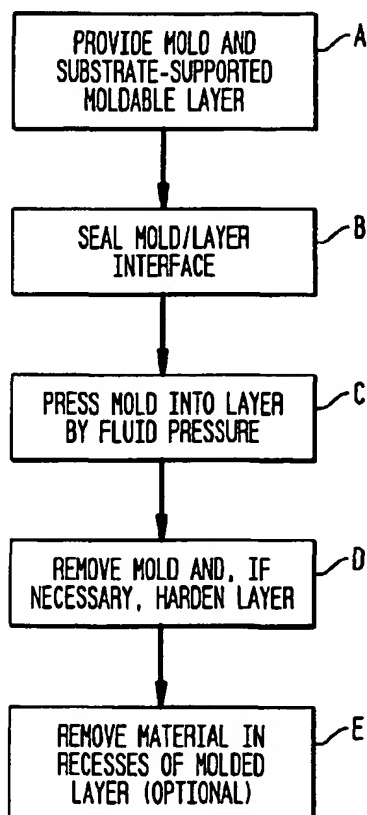 PROVIDE MOLD AND
SUBSTRATE-SUPPORTED
MOLDABLE LAYER
A
SEAL MOLD/LAYER
INTERFACE
B
PRESS MOLD INTO LAYER
BY FLUID PRESSURE
C
REMOVE MOLD AND, IF
NECESSARY, HARDEN LAYER
D
REMOVE MATERIAL IN
RECESSES OF MOLDED
LAYER (OPTIONAL)
E